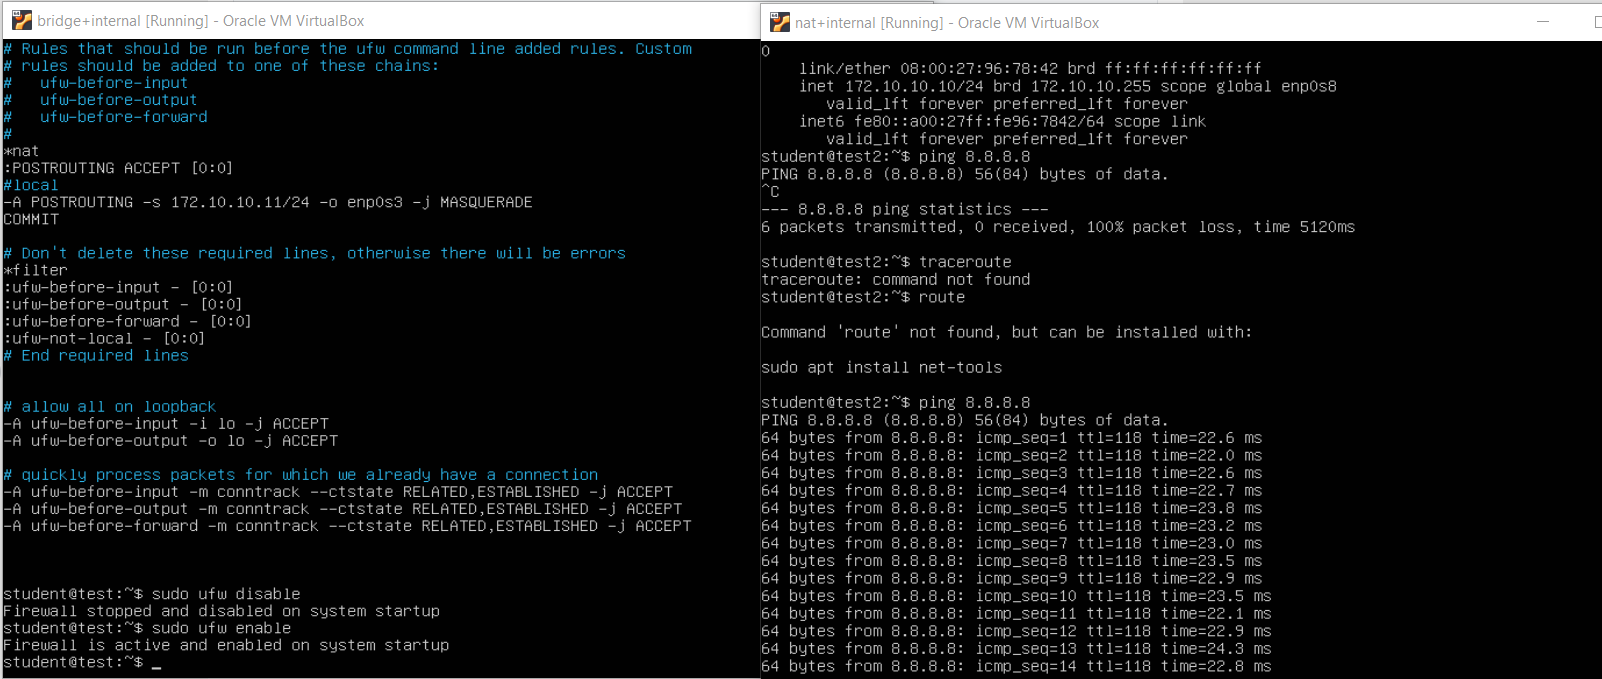 bridge+internal [Running] - Oracle VM VirtualBox
# Rules that should be run before the ufw command line added rules. Custom
# rules should be added to one of these chains:
#   ufw-before-input
#   ufw-before-output
#   ufw-before-forward
#
*nat
:POSTROUTING ACCEPT [0:0]
#local
-A POSTROUTING -s 172.10.10.11/24 -o enp0s3 -j MASQUERADE
COMMIT
# Don't delete these required lines, otherwise there will be errors
*filter
:ufw-before-input - [0:0]
:ufw-before-output - [0:0]
:ufw-before-forward - [0:0]
:ufw-not-local - [0:0]
# End required lines
# allow all on loopback
-A ufw-before-input -i lo -j ACCEPT
-A ufw-before-output -o lo -j ACCEPT
# quickly process packets for which we already have a connection
-A ufw-before-input -m conntrack --ctstate RELATED,ESTABLISHED -j ACCEPT
-A ufw-before-output -m conntrack --ctstate RELATED,ESTABLISHED -j ACCEPT
-A ufw-before-forward -m conntrack --ctstate RELATED,ESTABLISHED -j ACCEPT
student@test:~$ sudo ufw disable
Firewall stopped and disabled on system startup
student@test:~$ sudo ufw enable
Firewall is active and enabled on system startup
student@test:~$ _
nat+internal [Running] - Oracle VM VirtualBox
0
link/ether 08:00:27:96:78:42 brd ff:ff:ff:ff:ff:ff
inet 172.10.10.10/24 brd 172.10.10.255 scope global enp0s8
valid_lft forever preferred_lft forever
inet6 fe80::a00:27ff:fe96:7842/64 scope link
valid_lft forever preferred_lft forever
student@test2:~$ ping 8.8.8.8
PING 8.8.8.8 (8.8.8.8) 56(84) bytes of data.
^C
--- 8.8.8.8 ping statistics ---
6 packets transmitted, 0 received, 100% packet loss, time 5120ms
student@test2:~$ traceroute
traceroute: command not found
student@test2:~$ route
Command 'route' not found, but can be installed with:
sudo apt install net-tools
student@test2:~$ ping 8.8.8.8
PING 8.8.8.8 (8.8.8.8) 56(84) bytes of data.
64 bytes from 8.8.8.8: icmp_seq=1 ttl=118 time=22.6 ms
64 bytes from 8.8.8.8: icmp_seq=2 ttl=118 time=22.0 ms
64 bytes from 8.8.8.8: icmp_seq=3 ttl=118 time=22.6 ms
64 bytes from 8.8.8.8: icmp_seq=4 ttl=118 time=22.7 ms
64 bytes from 8.8.8.8: icmp_seq=5 ttl=118 time=23.8 ms
64 bytes from 8.8.8.8: icmp_seq=6 ttl=118 time=23.2 ms
64 bytes from 8.8.8.8: icmp_seq=7 ttl=118 time=23.0 ms
64 bytes from 8.8.8.8: icmp_seq=8 ttl=118 time=23.5 ms
64 bytes from 8.8.8.8: icmp_seq=9 ttl=118 time=22.9 ms
64 bytes from 8.8.8.8: icmp_seq=10 ttl=118 time=23.5 ms
64 bytes from 8.8.8.8: icmp_seq=11 ttl=118 time=22.1 ms
64 bytes from 8.8.8.8: icmp_seq=12 ttl=118 time=22.9 ms
64 bytes from 8.8.8.8: icmp_seq=13 ttl=118 time=24.3 ms
64 bytes from 8.8.8.8: icmp_seq=14 ttl=118 time=22.8 ms